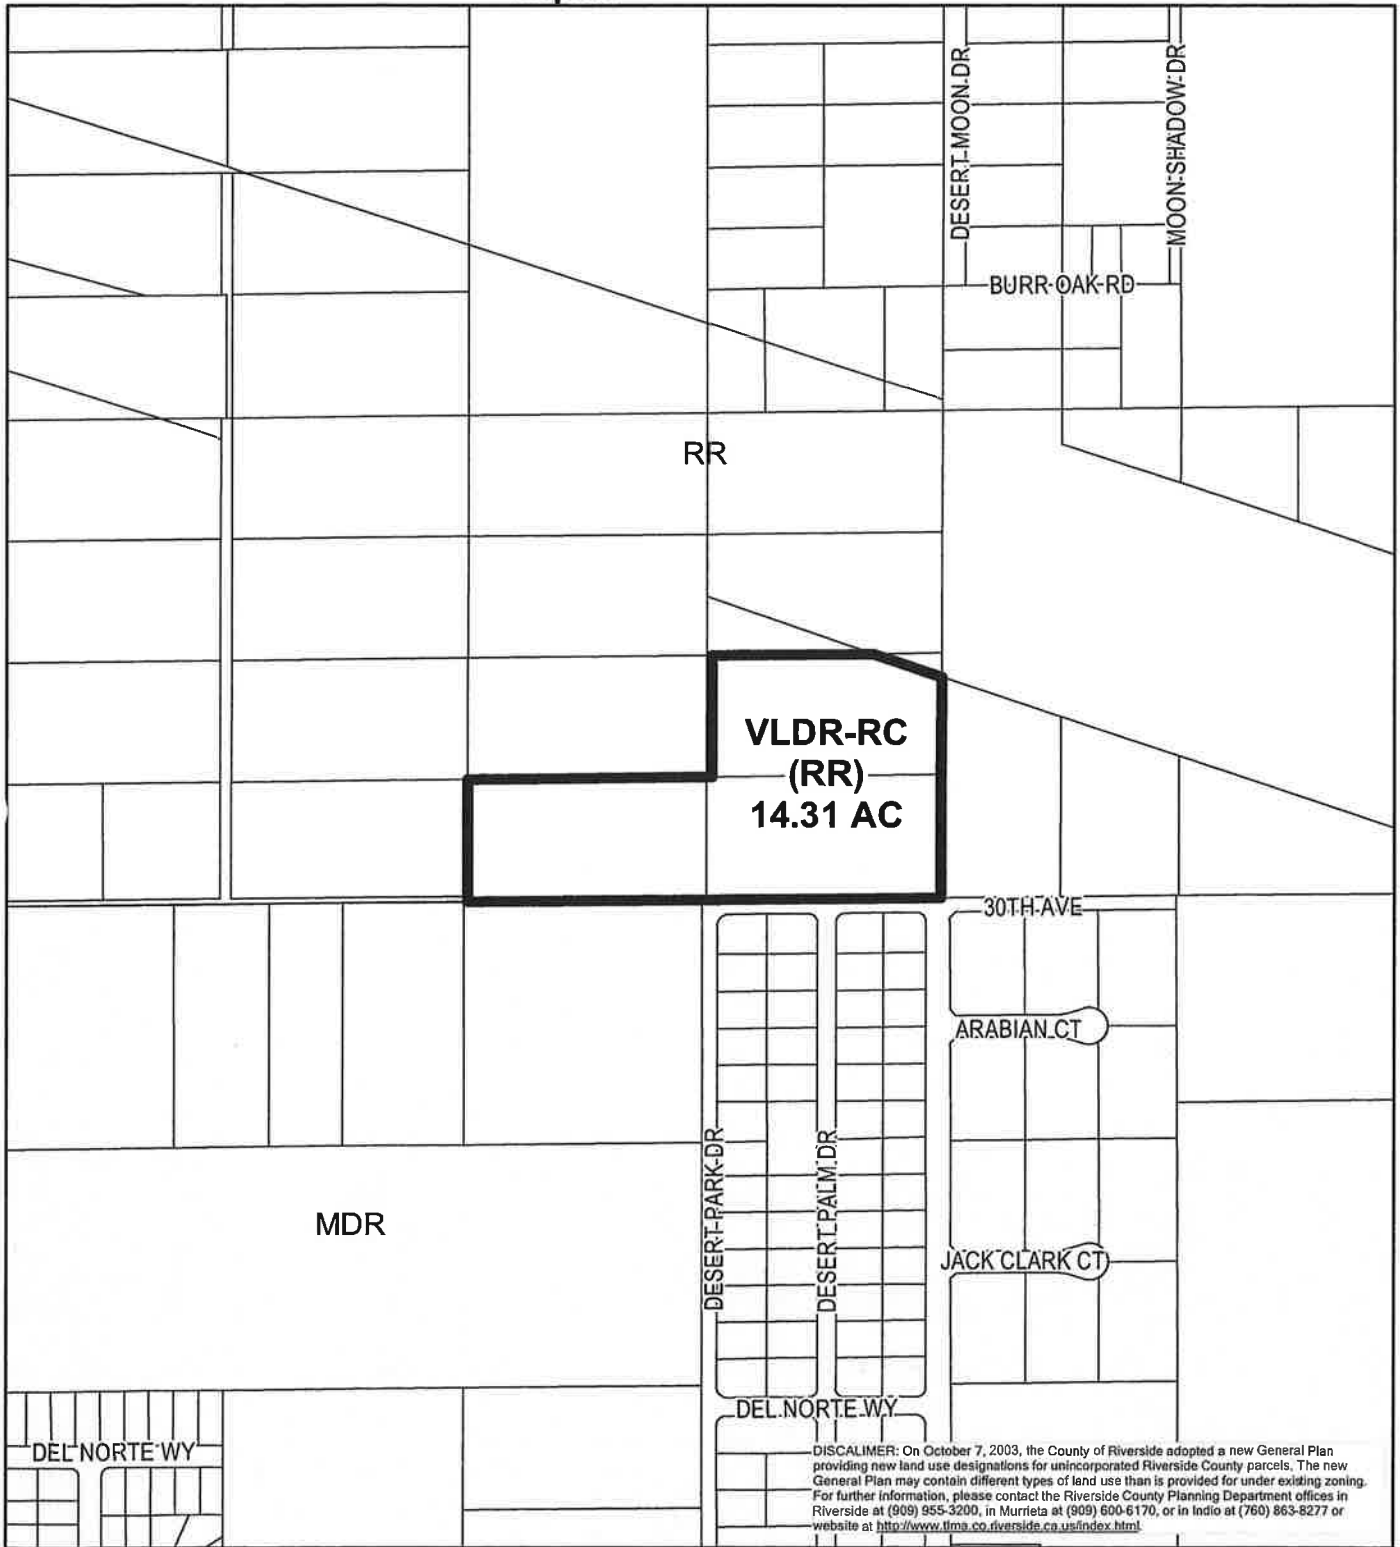 DESERT MOON DR
MOON SHADOW DR
BURR OAK RD
RR
VLDR-RC
(RR)
14.31 AC
30TH AVE
ARABIAN CT
DESERT PARK DR
DESERT PALM DR
MDR
JACK CLARK CT
DEL NORTE WY
DEL NORTE WY
DISCALIMER: On October 7, 2003, the County of Riverside adopted a new General Plan
providing new land use designations for unincorporated Riverside County parcels. The new
General Plan may contain different types of land use than is provided for under existing zoning.
For further information, please contact the Riverside County Planning Department offices in
Riverside at (909) 955-3200, in Murrieta at (909) 600-6170, or in Indio at (760) 863-8277 or
website at http://www.tlma.co.riverside.ca.us/index.html